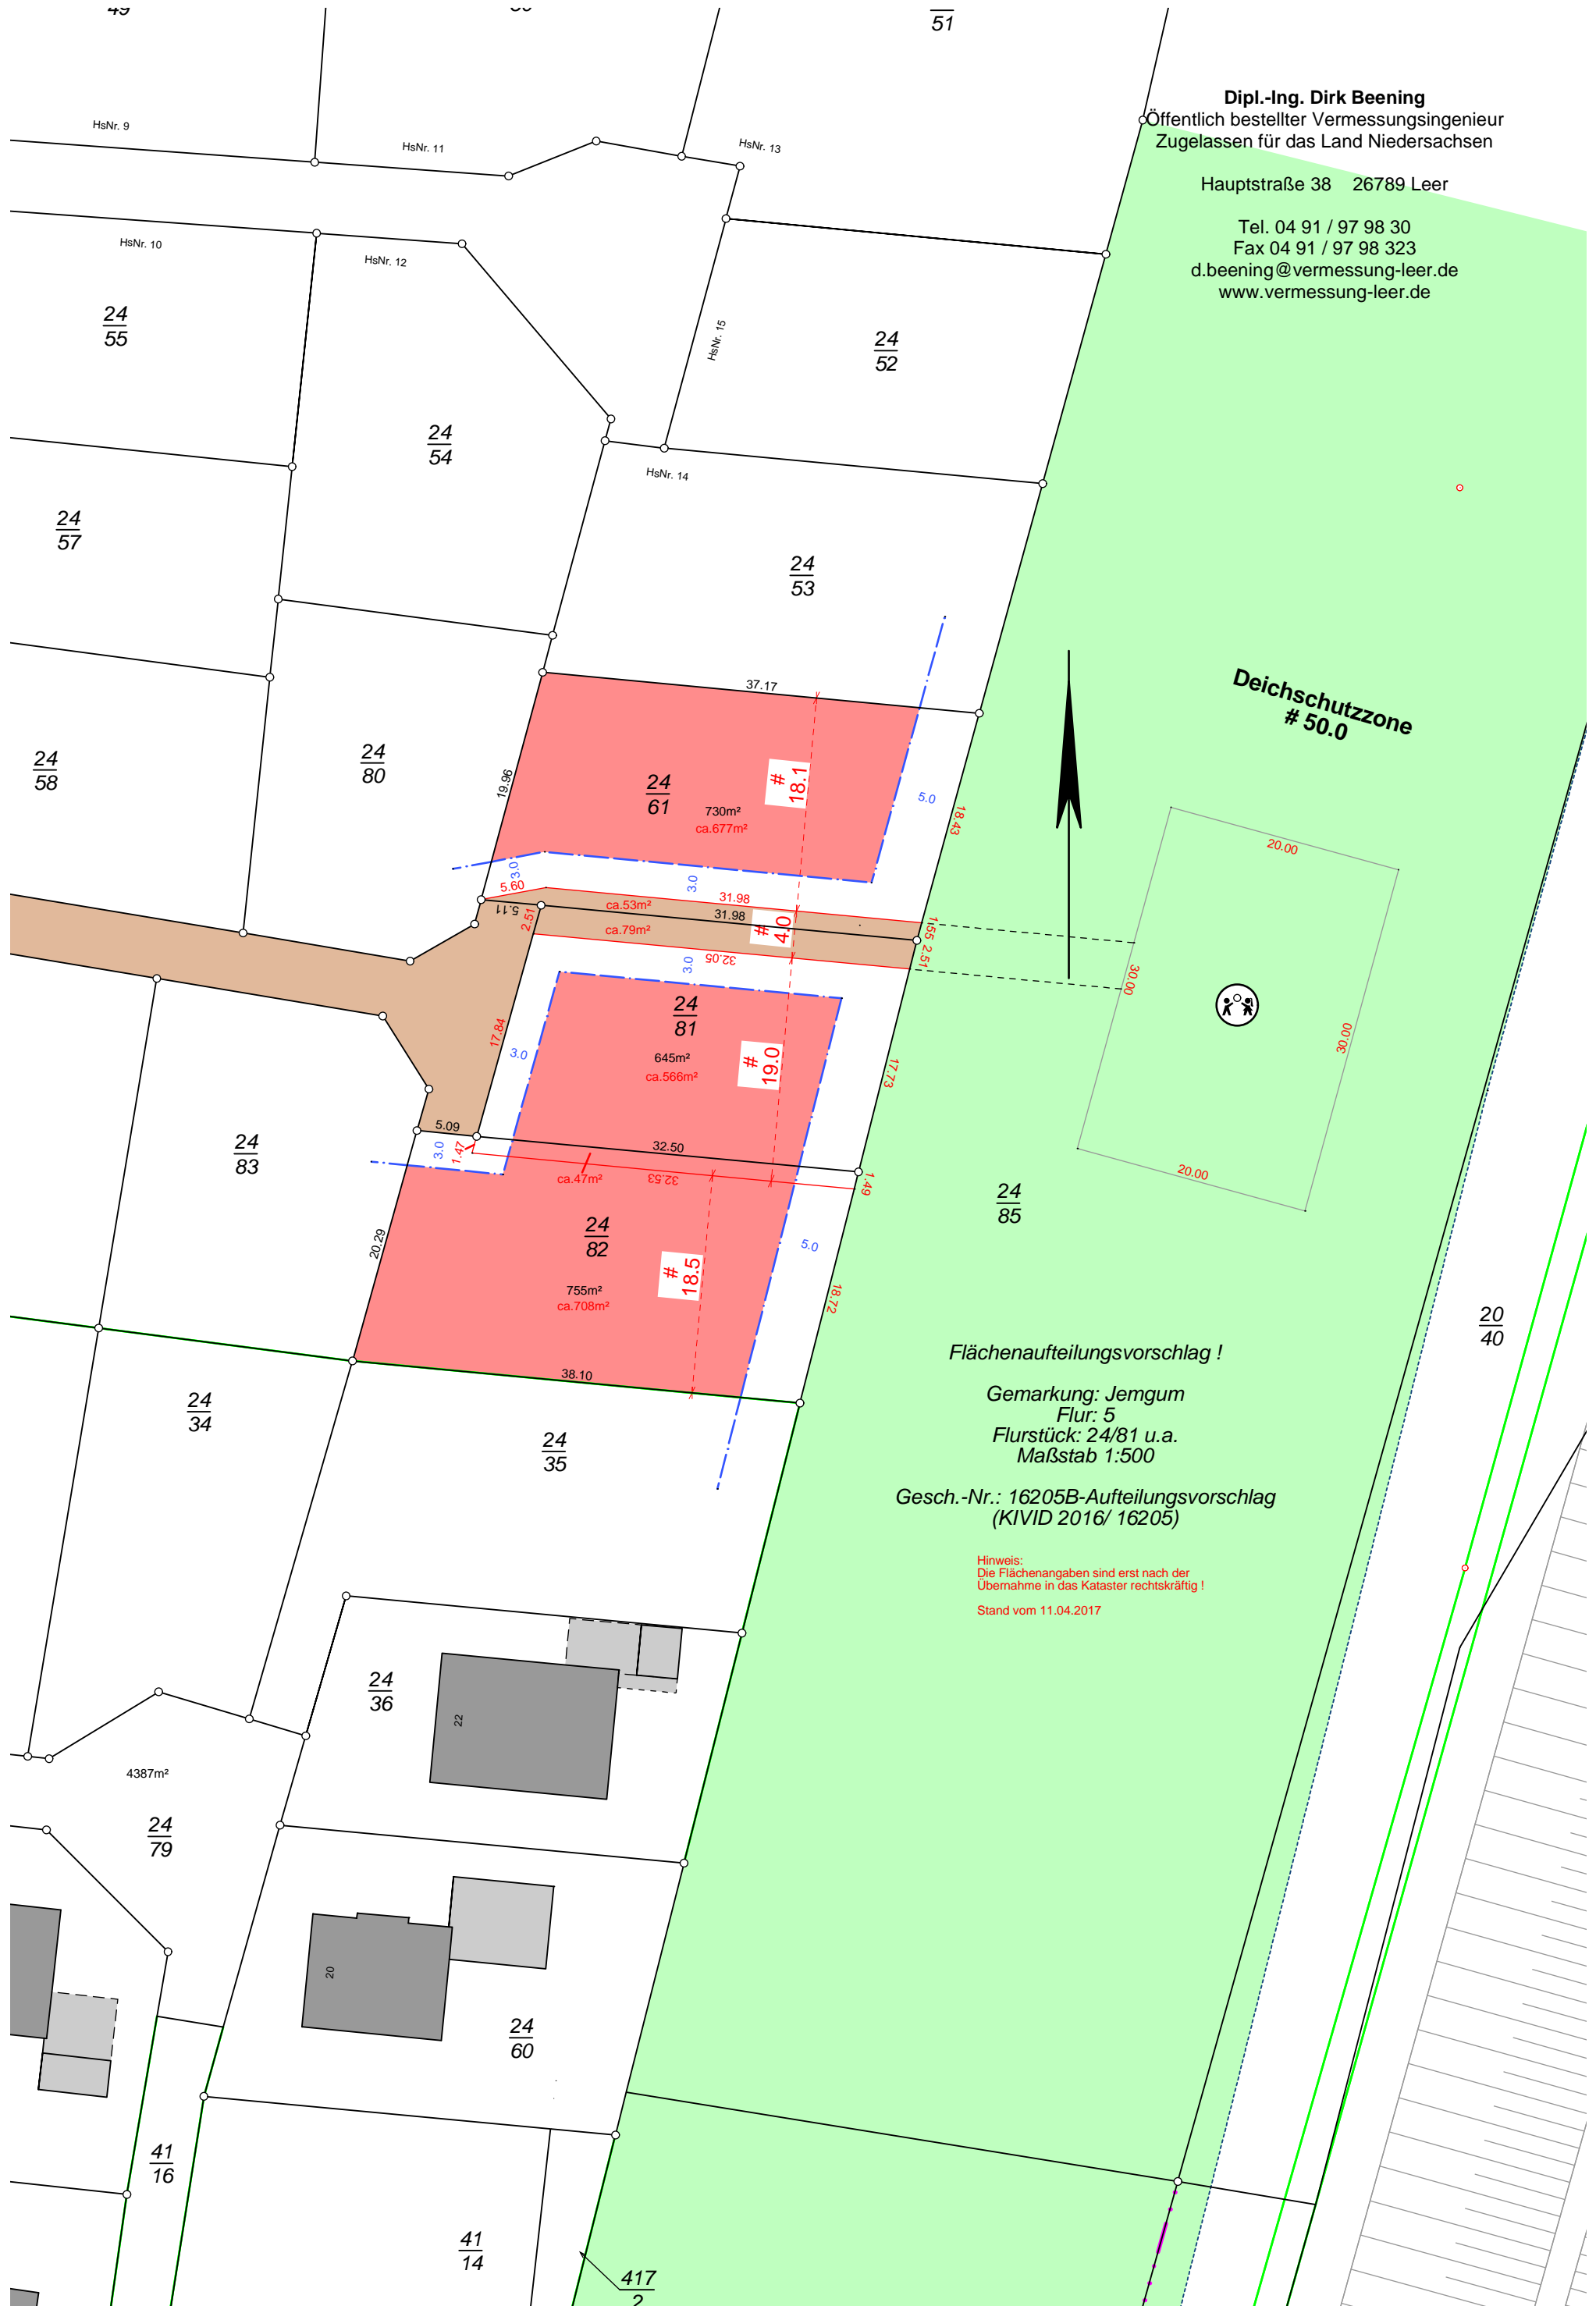 51
Dipl.-Ing. Dirk Beening
Öffentlich bestellter Vermessungsingenieur
Zugelassen für das Land Niedersachsen
Hauptstraße 38 26789 Leer
Tel. 04 91 / 97 98 30
Fax 04 91 / 97 98 323
d.beening@vermessung-leer.de
www.vermessung-leer.de
HsNr. 9
HsNr. 11
HsNr. 13
HsNr. 10
HsNr. 12
HsNr. 15
HsNr. 14
24
55
24
54
24
52
24
57
24
53
Deichschutzzone
# 50.0
24
58
24
80
37.17
19.96
24
61
730m²
ca.677m²
#
18.1
5.0
18.43
20.00
3.0
3.0
5.60
5.11
ca.53m²
31.98
31.98
2.51
ca.79m²
#
4.0
1.55
2.51
32.05
3.0
30.00
30.00
24
81
645m²
ca.566m²
#
19.0
17.84
3.0
17.73
24
83
5.09
3.0
1.47
32.50
ca.47m²
32.53
1.49
20.00
24
85
24
82
755m²
ca.708m²
#
18.5
20.29
5.0
18.72
38.10
20
40
24
34
24
35
Flächenaufteilungsvorschlag !
Gemarkung: Jemgum
Flur: 5
Flurstück: 24/81 u.a.
Maßstab 1:500
Gesch.-Nr.: 16205B-Aufteilungsvorschlag
(KIVID 2016/ 16205)
Hinweis:
Die Flächenangaben sind erst nach der
Übernahme in das Kataster rechtskräftig !
Stand vom 11.04.2017
24
36
22
4387m²
24
79
20
24
60
41
16
41
14
417
2